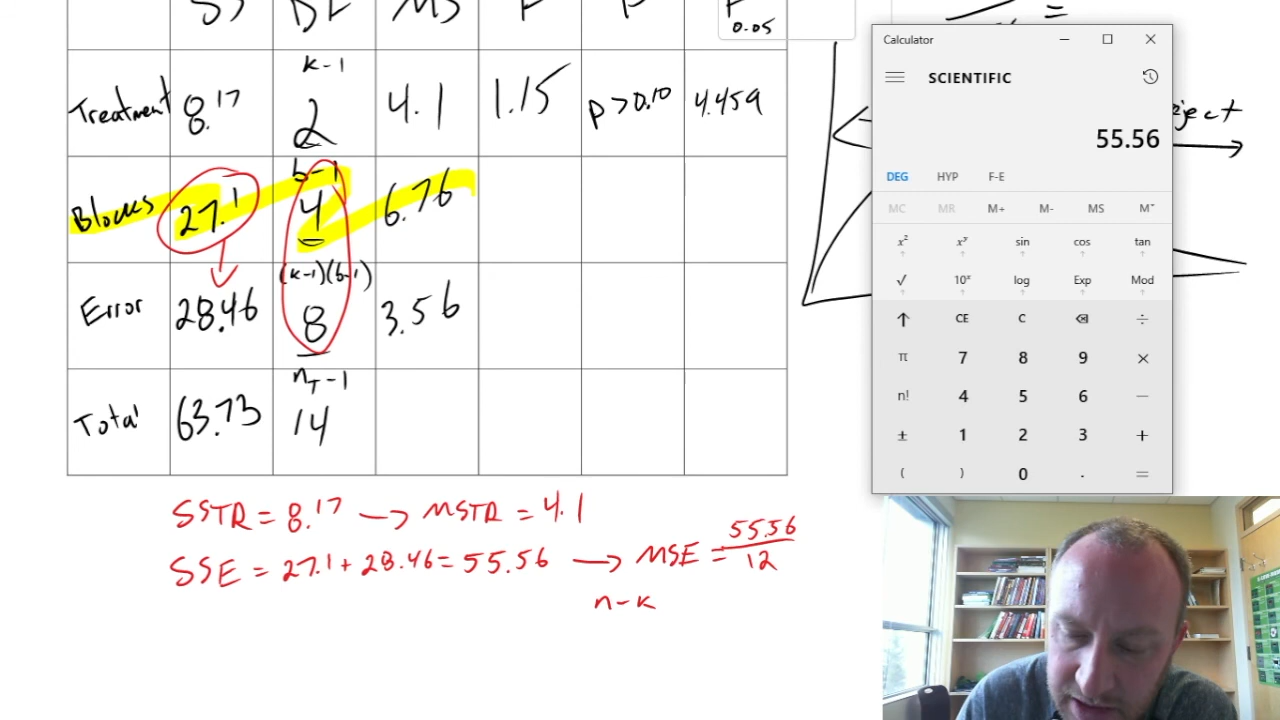 SS DF MS F P F
0.05
=
k-1
Treatment 8.17 2 4.1 1.15 p > 0.10 4.459
b-1
Blocks 27.1 4 6.76
(k-1)(b-1)
Error 28.46 8 3.56
nT-1
Total 63.73 14
SSTR = 8.17 → MSTR = 4.1
SSE = 27.1 + 28.46 = 55.56 → MSE = 55.56/12
n-k
Calculator
SCIENTIFIC
55.56
DEG HYP F-E
MC MR M+ M- MS M˅
x² xʸ sin cos tan
√ 10ˣ log Exp Mod
↑ CE C ⌫ ÷
π 7 8 9 ×
n! 4 5 6 −
± 1 2 3 +
( ) 0 . =